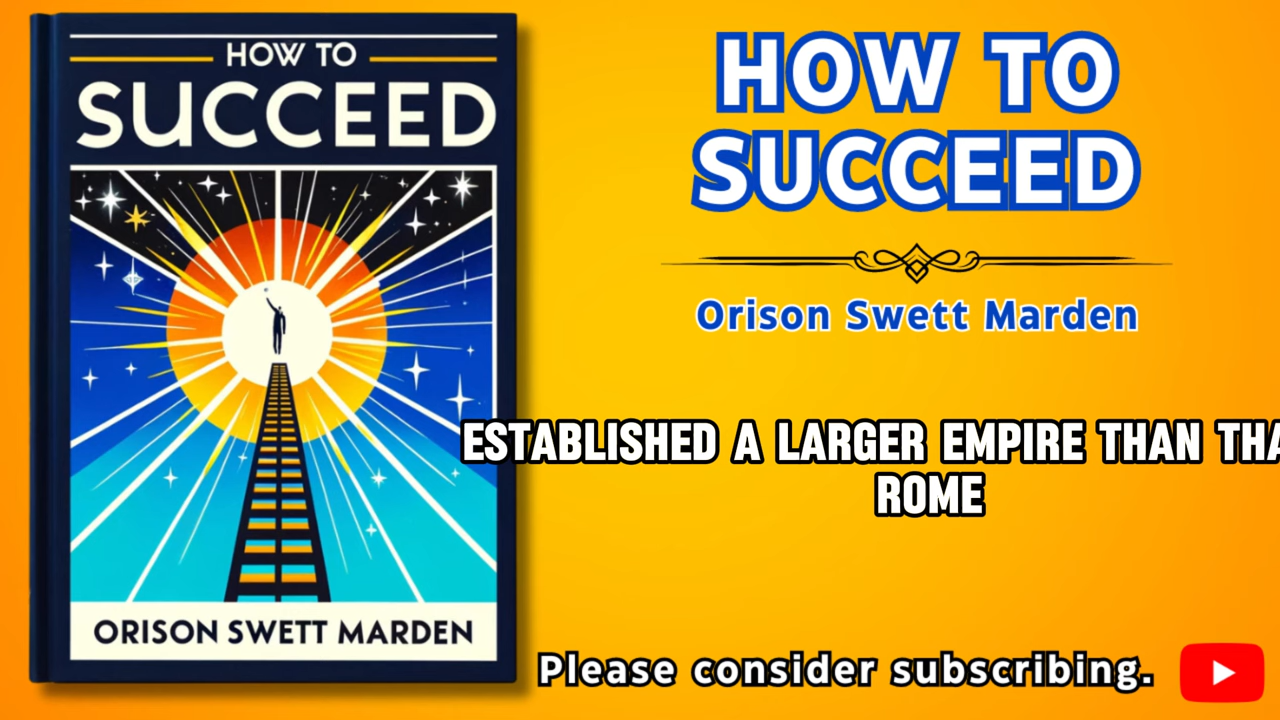 HOW TO
SUCCEED
ORISON SWETT MARDEN
HOW TO
SUCCEED
Orison Swett Marden
ESTABLISHED A LARGER EMPIRE THAN
ROME
Please consider subscribing.